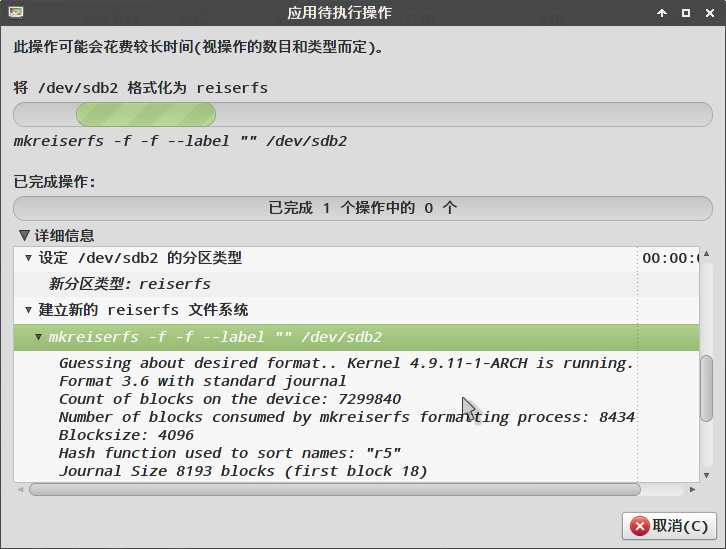 应用待执行操作
此操作可能会花费较长时间(视操作的数目和类型而定)。
将 /dev/sdb2 格式化为 reiserfs
mkreiserfs -f -f --label "" /dev/sdb2
已完成操作:
已完成 1 个操作中的 0 个
详细信息
设定 /dev/sdb2 的分区类型 00:00:
新分区类型: reiserfs
建立新的 reiserfs 文件系统
mkreiserfs -f -f --label "" /dev/sdb2
Guessing about desired format.. Kernel 4.9.11-1-ARCH is running.
Format 3.6 with standard journal
Count of blocks on the device: 7299840
Number of blocks consumed by mkreiserfs formatting process: 8434
Blocksize: 4096
Hash function used to sort names: "r5"
Journal Size 8193 blocks (first block 18)
取消(C)